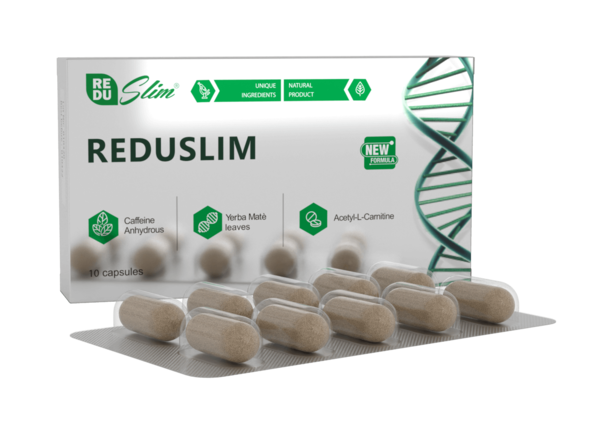 RE
DU
Slim®
UNIQUE
INGREDIENTS
NATURAL
PRODUCT
REDUSLIM
NEW
FORMULA
Caffeine
Anhydrous
Yerba Matè
leaves
Acetyl-L-Carnitine
10 capsules